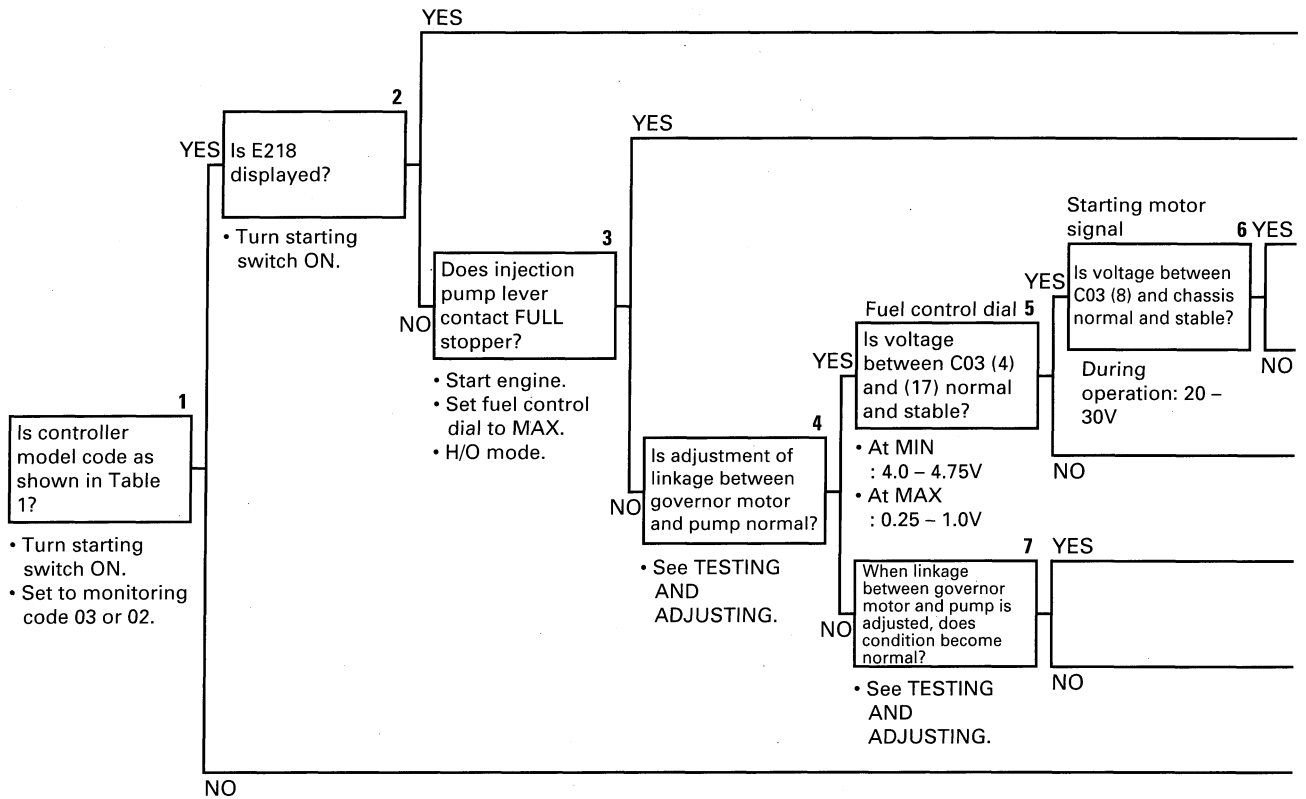 YES
2
YES
Is E218
displayed?
• Turn starting
switch ON.
YES
3
NO
Does injection
pump lever
contact FULL
stopper?
• Start engine.
• Set fuel control
dial to MAX.
• H/O mode.
Starting motor
signal
6 YES
YES
Is voltage between
C03 (8) and chassis
normal and stable?
During
operation: 20 –
30V
NO
Fuel control dial 5
YES
Is voltage
between C03 (4)
and (17) normal
and stable?
• At MIN
: 4.0 – 4.75V
• At MAX
: 0.25 – 1.0V
NO
1
Is controller
model code as
shown in Table
1?
• Turn starting
switch ON.
• Set to monitoring
code 03 or 02.
4
NO
Is adjustment of
linkage between
governor motor
and pump normal?
• See TESTING
AND
ADJUSTING.
7 YES
NO
When linkage
between governor
motor and pump is
adjusted, does
condition become
normal?
• See TESTING
AND
ADJUSTING.
NO
NO